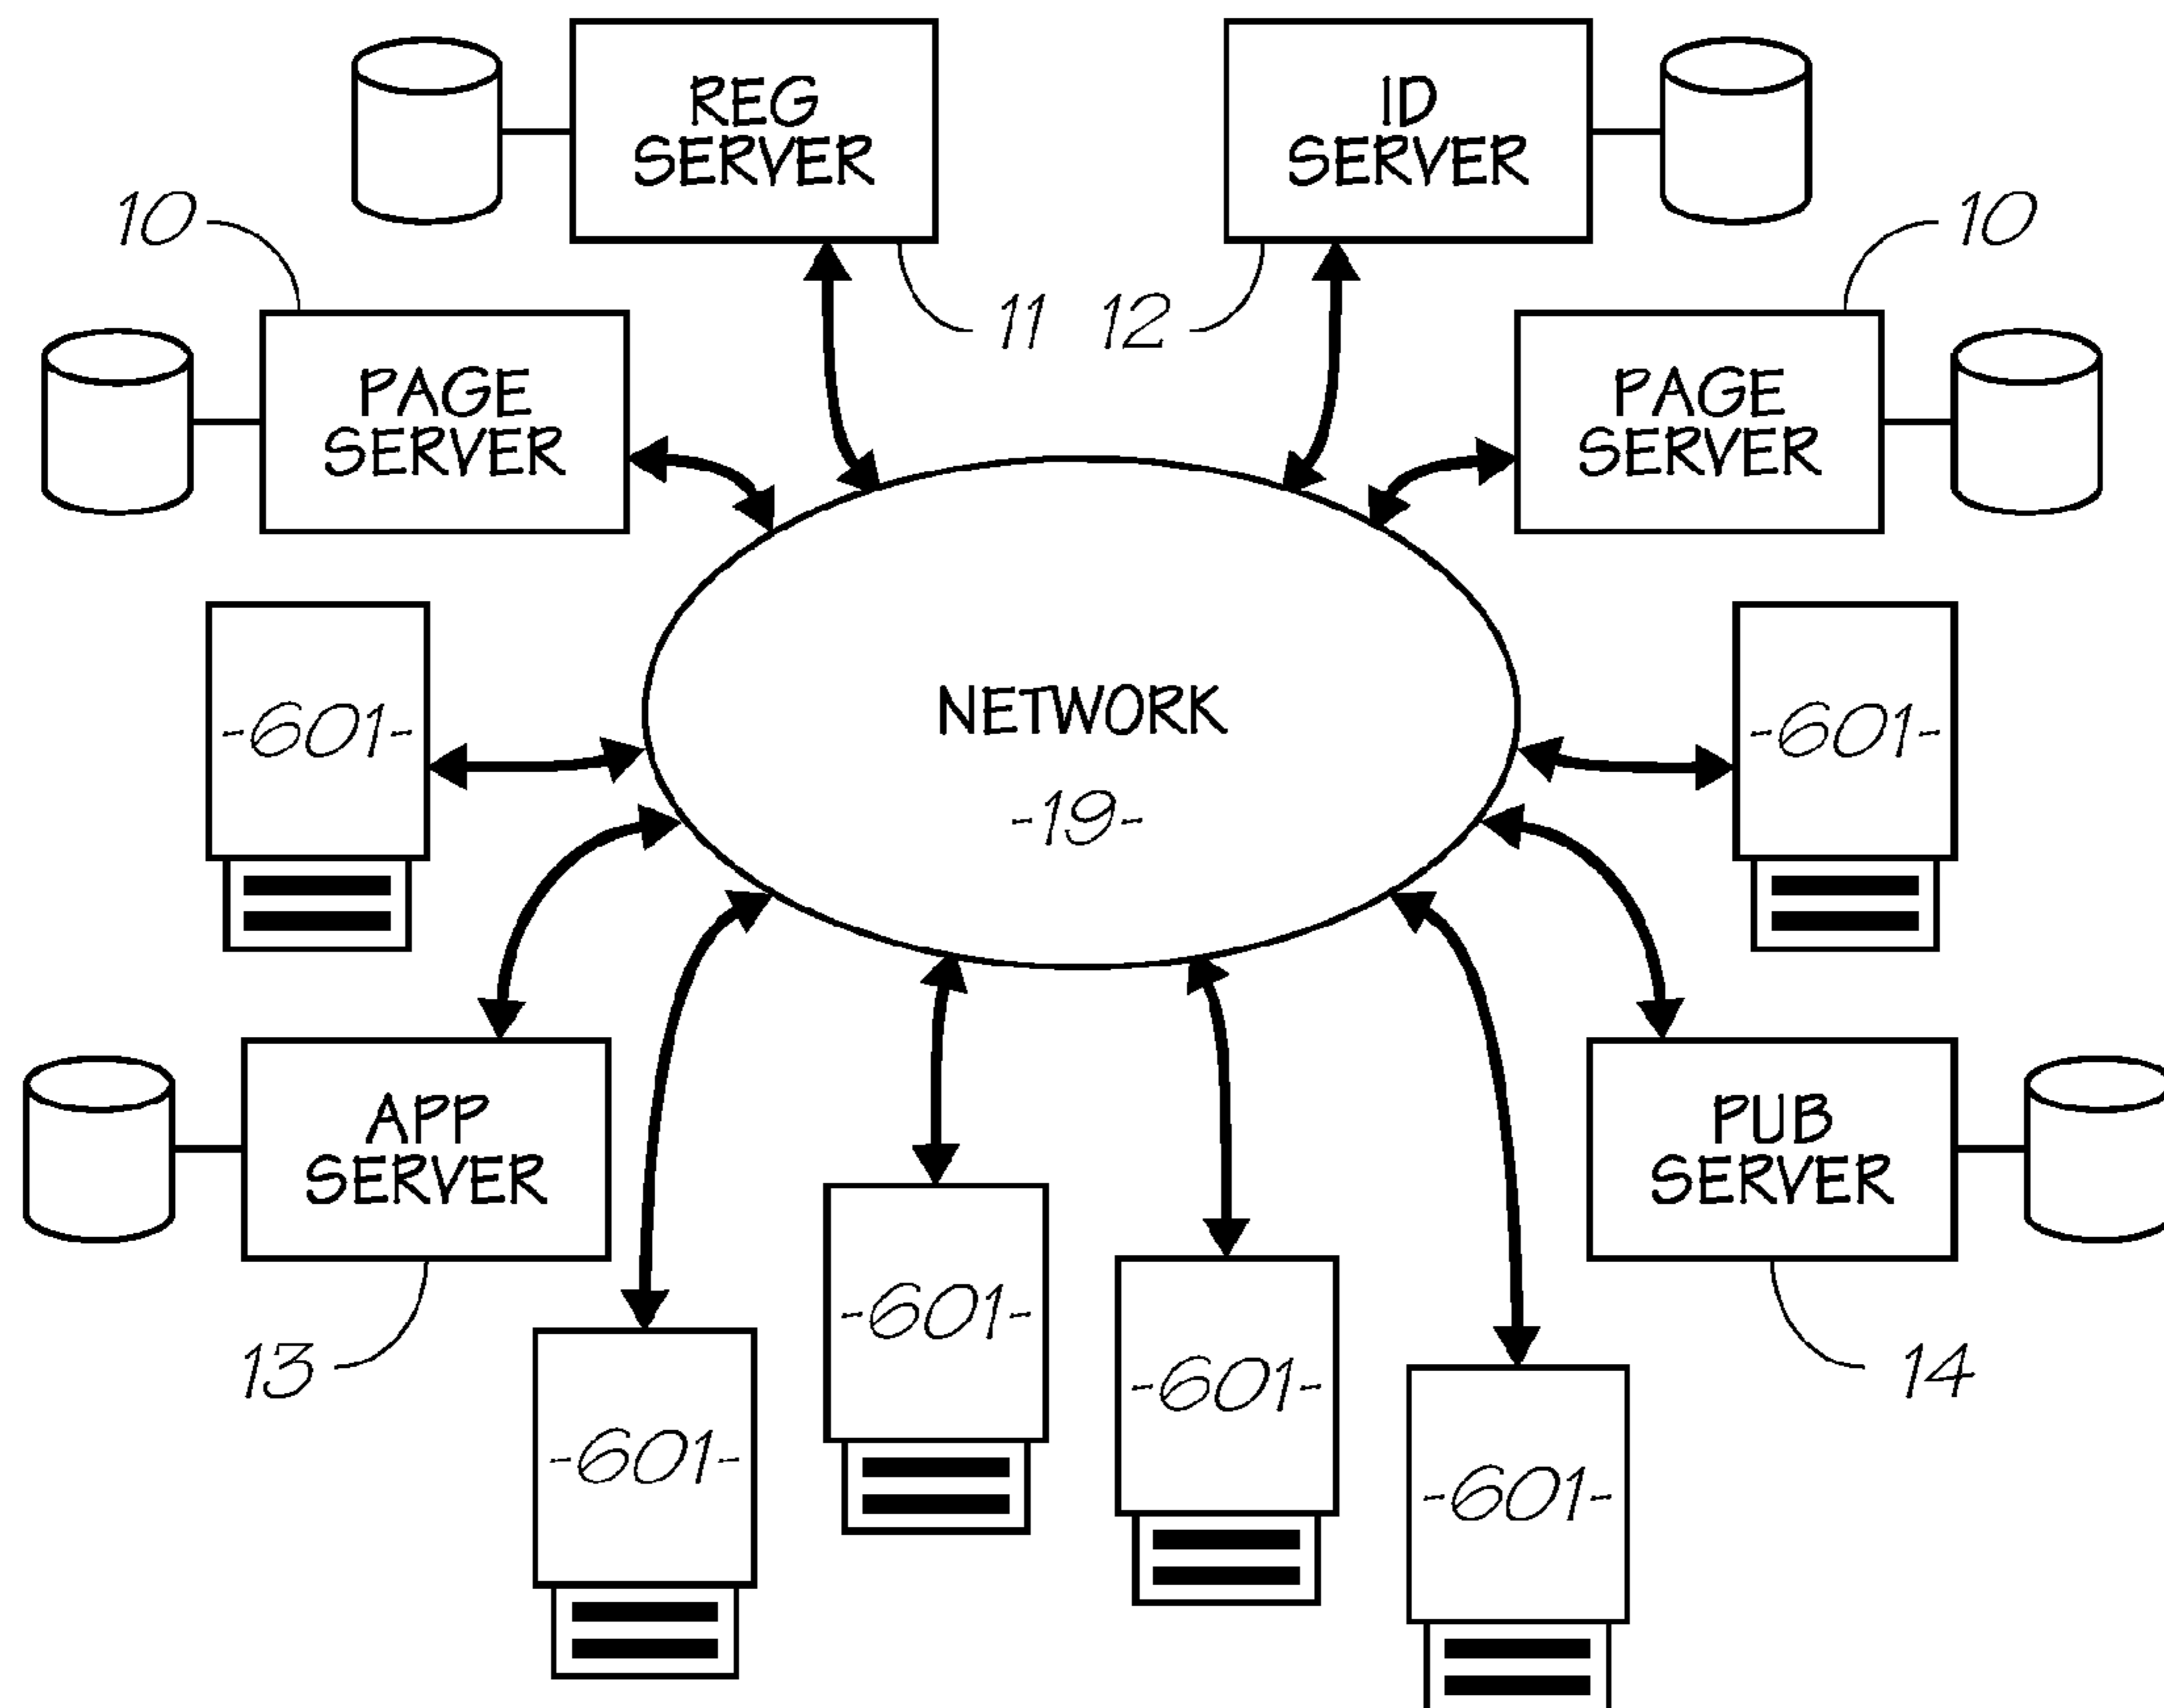 REG
SERVER
ID
SERVER
10
10
11
12
PAGE
SERVER
PAGE
SERVER
-601-
NETWORK
-19-
-601-
APP
SERVER
PUB
SERVER
13
-601-
-601-
-601-
-601-
14